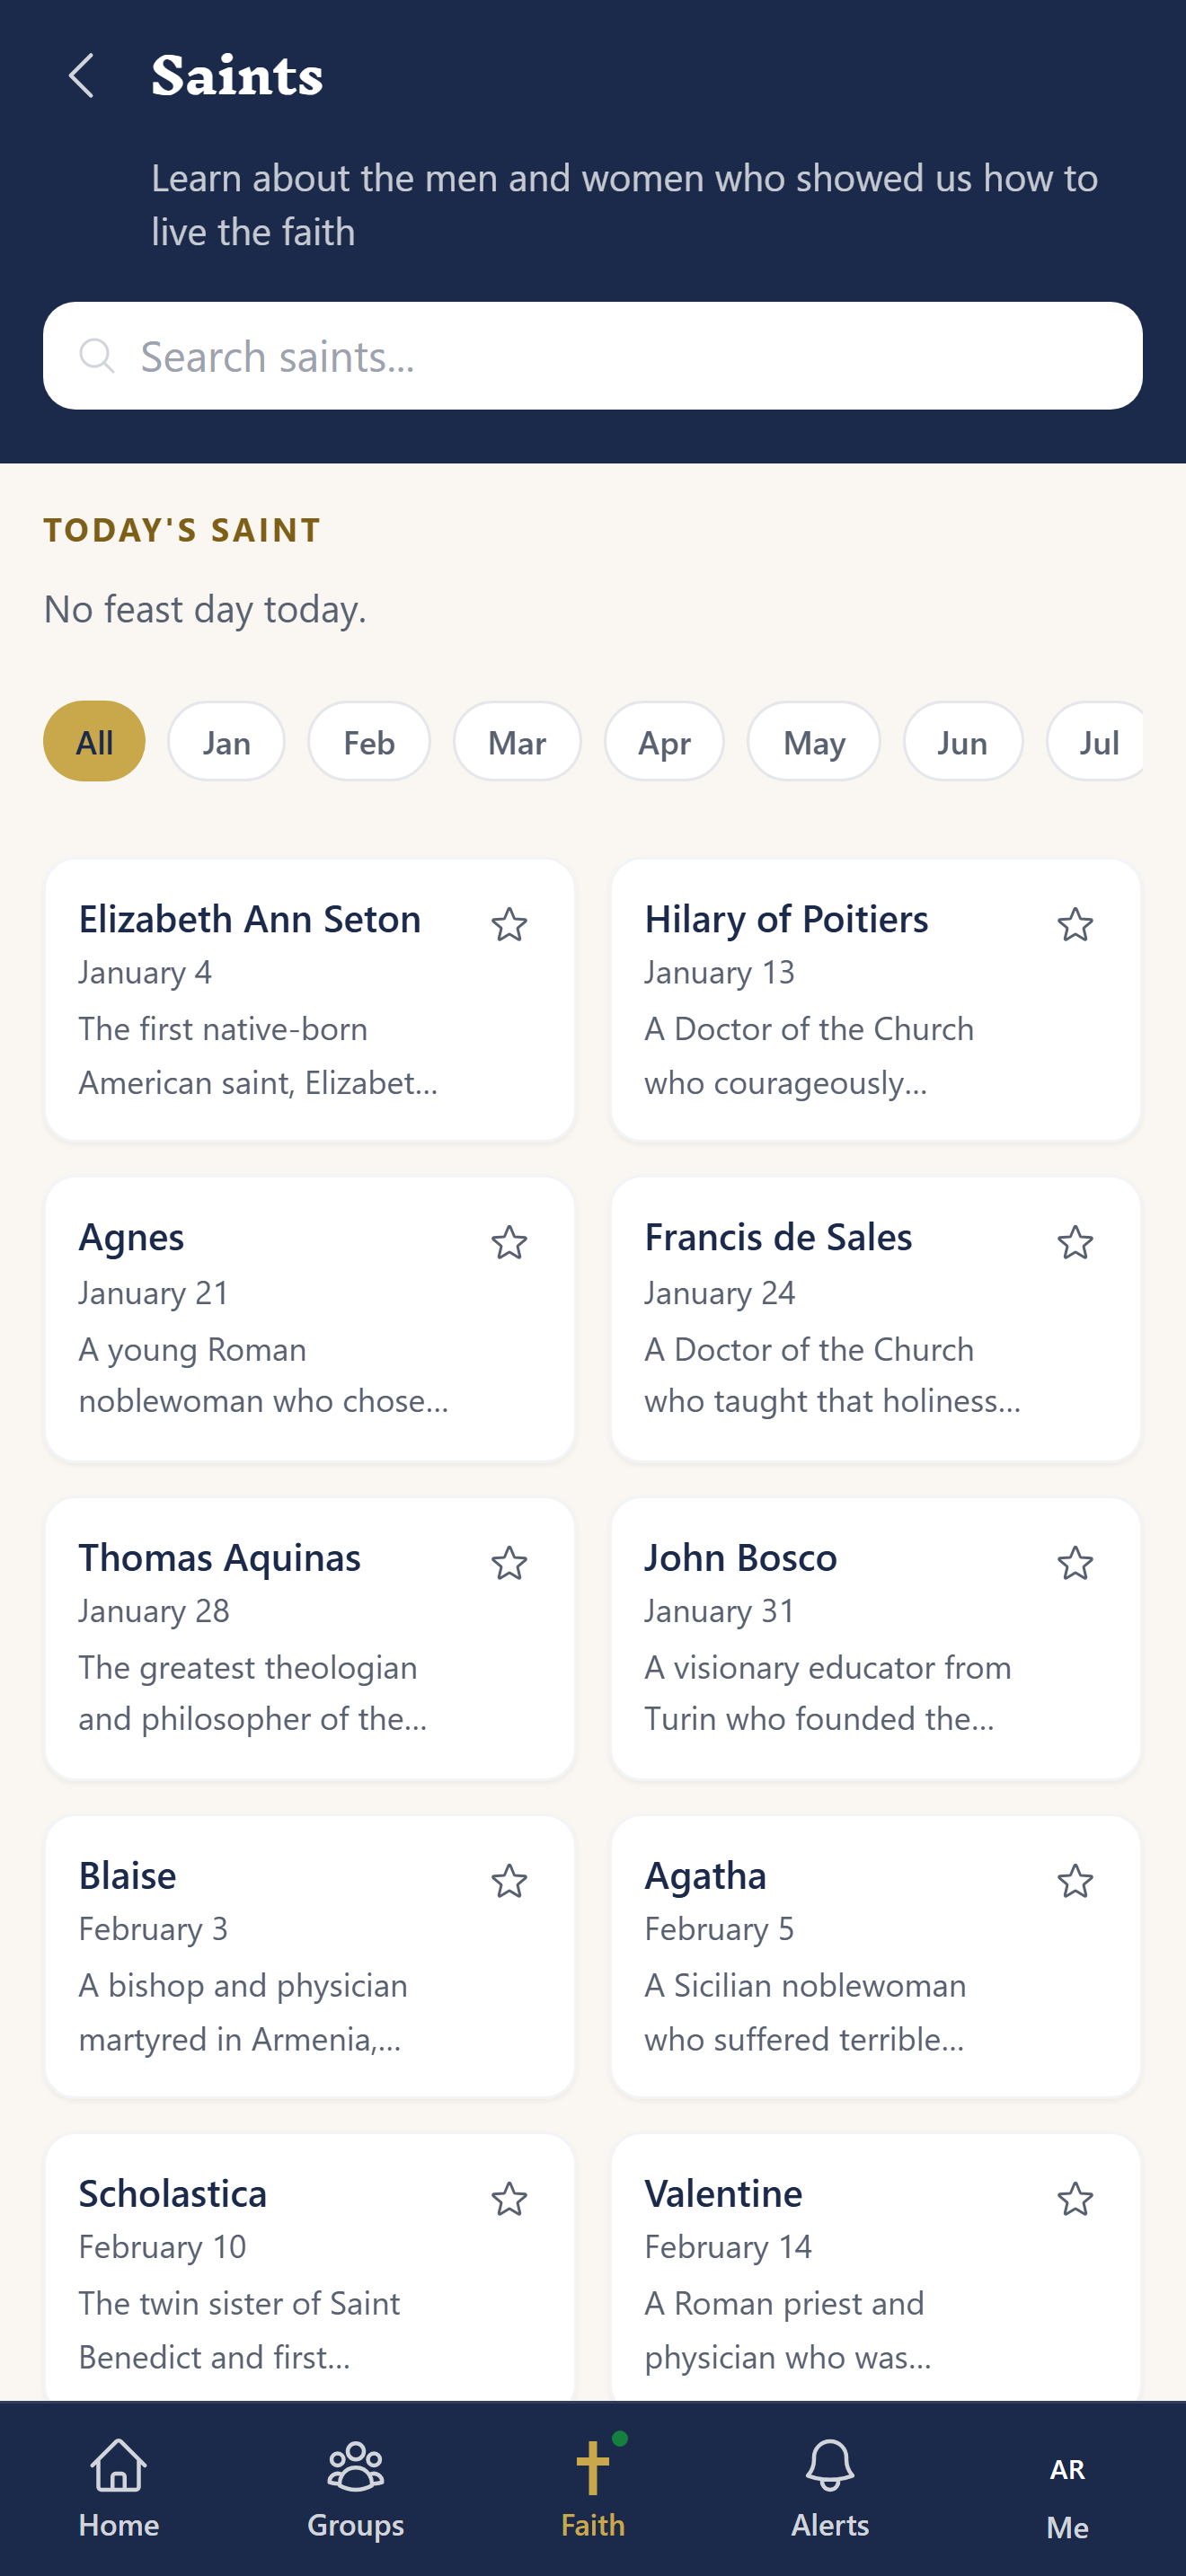 Saints
Learn about the men and women who showed us how to
live the faith
Search saints...
TODAY'S SAINT
No feast day today.
All Jan Feb Mar Apr May Jun Jul
Elizabeth Ann Seton
January 4
The first native-born
American saint, Elizabet...
Hilary of Poitiers
January 13
A Doctor of the Church
who courageously...
Agnes
January 21
A young Roman
noblewoman who chose...
Francis de Sales
January 24
A Doctor of the Church
who taught that holiness...
Thomas Aquinas
January 28
The greatest theologian
and philosopher of the...
John Bosco
January 31
A visionary educator from
Turin who founded the...
Blaise
February 3
A bishop and physician
martyred in Armenia,...
Agatha
February 5
A Sicilian noblewoman
who suffered terrible...
Scholastica
February 10
The twin sister of Saint
Benedict and first...
Valentine
February 14
A Roman priest and
physician who was...
AR
Home Groups Faith Alerts Me